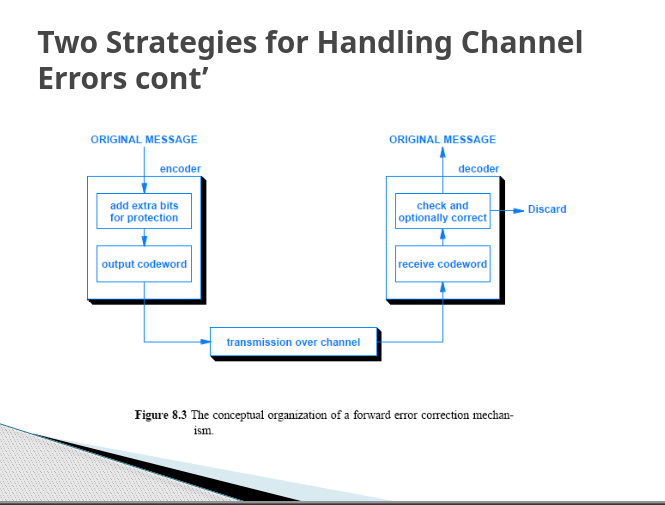 Two Strategies for Handling Channel
Errors cont’
ORIGINAL MESSAGE
encoder
add extra bits
for protection
output codeword
transmission over channel
ORIGINAL MESSAGE
decoder
check and
optionally correct
Discard
receive codeword
Figure 8.3 The conceptual organization of a forward error correction mechan-
ism.